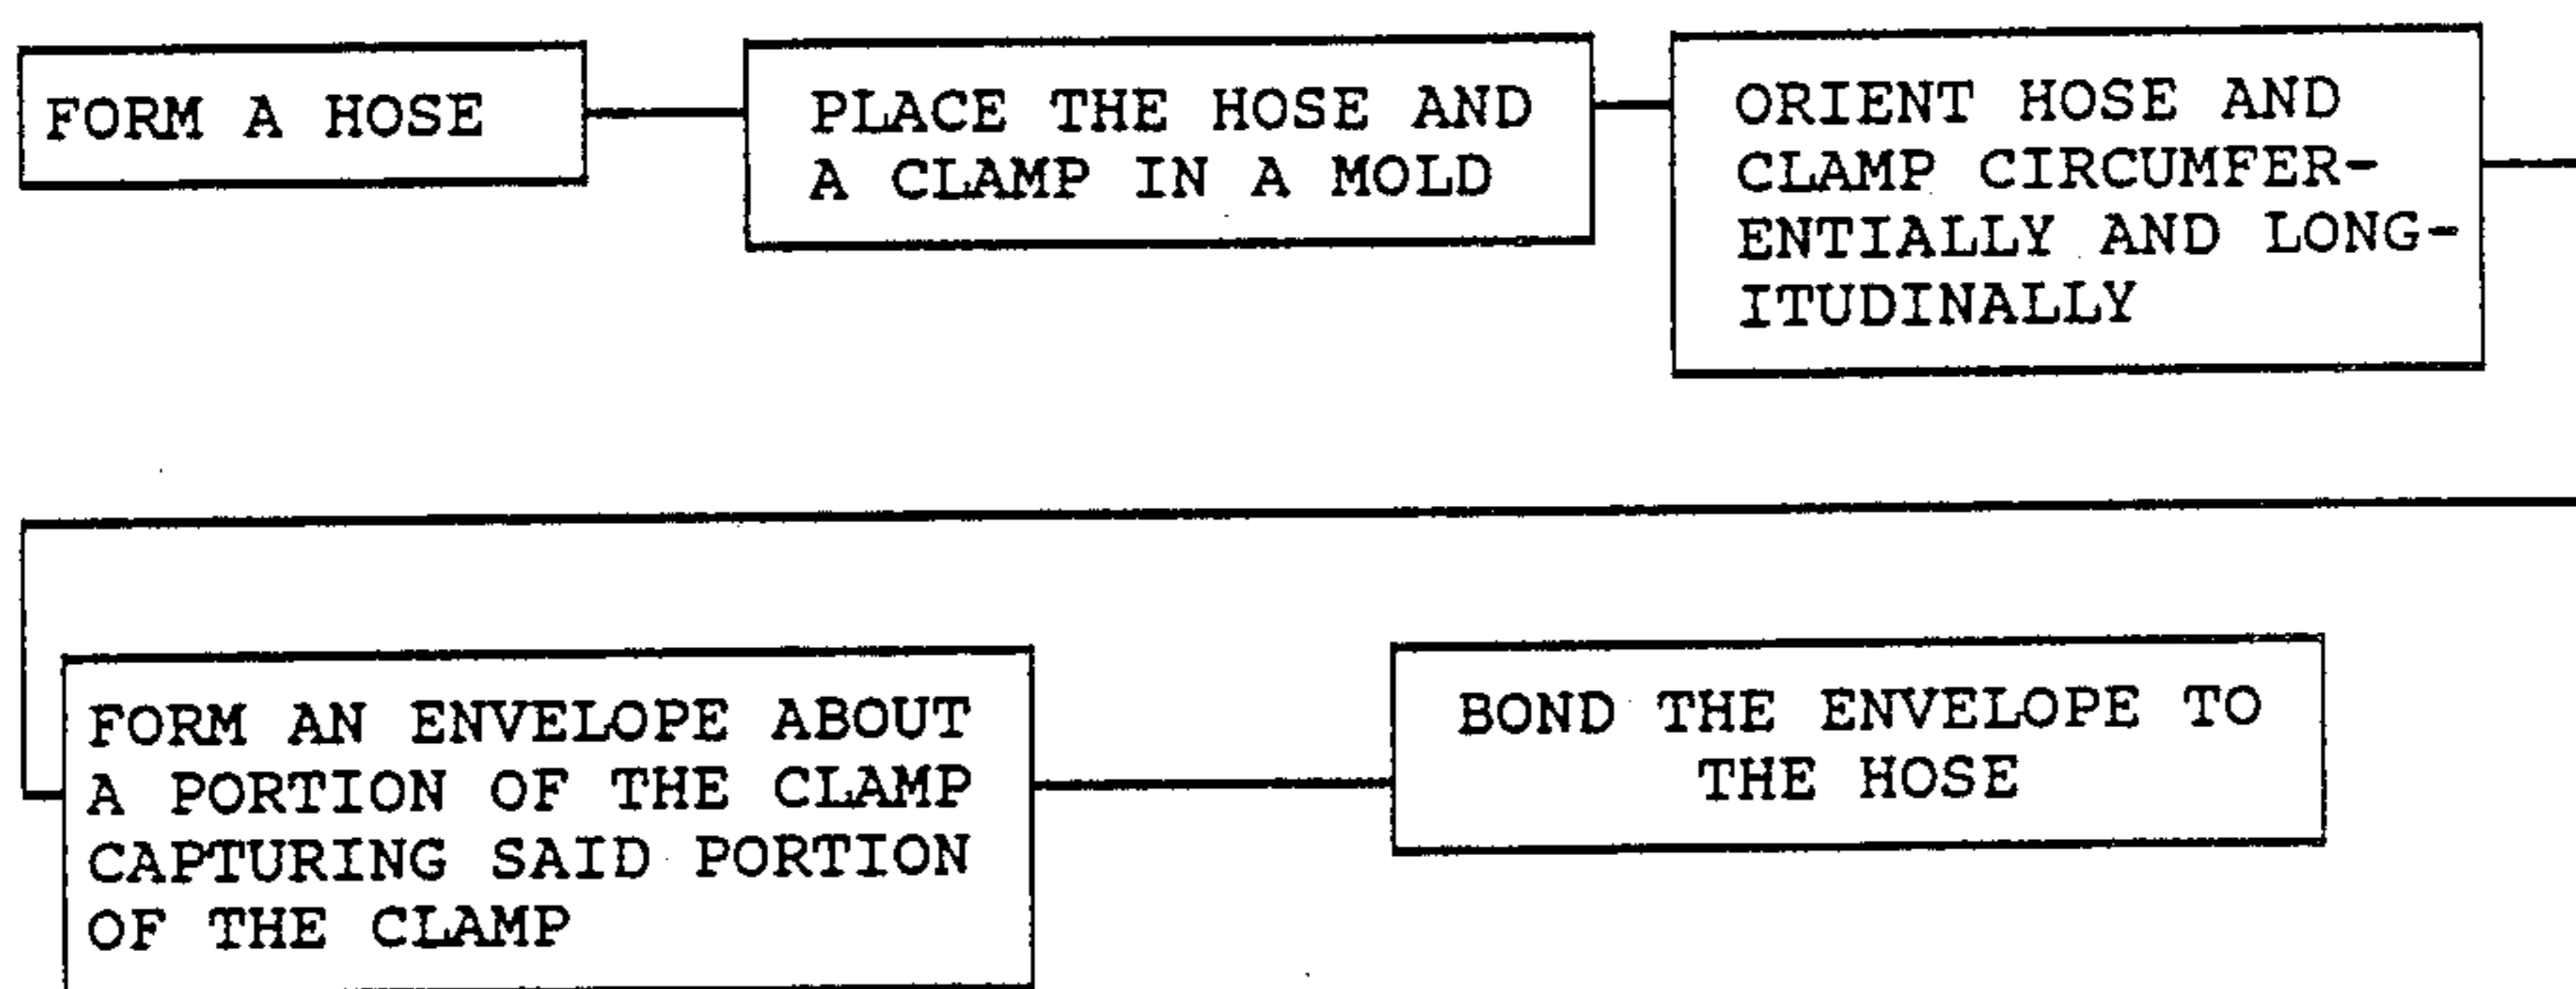 FORM A HOSE
PLACE THE HOSE AND
A CLAMP IN A MOLD
ORIENT HOSE AND
CLAMP CIRCUMFER-
ENTIALLY AND LONG-
ITUDINALLY
FORM AN ENVELOPE ABOUT
A PORTION OF THE CLAMP
CAPTURING SAID PORTION
OF THE CLAMP
BOND THE ENVELOPE TO
THE HOSE